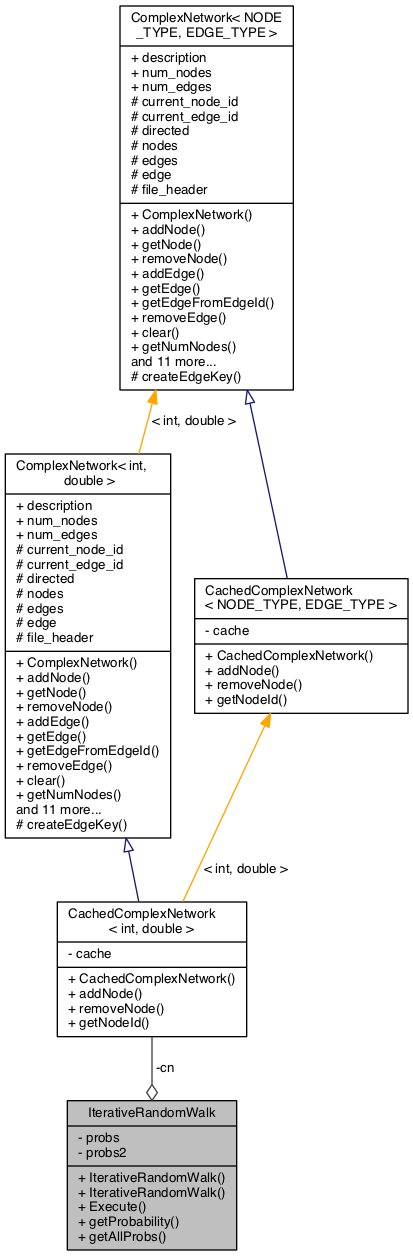 ComplexNetwork< NODE
_TYPE, EDGE_TYPE >
+ description
+ num_nodes
+ num_edges
# current_node_id
# current_edge_id
# directed
# nodes
# edges
# edge
# file_header
+ ComplexNetwork()
+ addNode()
+ getNode()
+ removeNode()
+ addEdge()
+ getEdge()
+ getEdgeFromEdgeId()
+ removeEdge()
+ clear()
+ getNumNodes()
and 11 more...
# createEdgeKey()
< int, double >
ComplexNetwork< int,
double >
+ description
+ num_nodes
+ num_edges
# current_node_id
# current_edge_id
# directed
# nodes
# edges
# edge
# file_header
+ ComplexNetwork()
+ addNode()
+ getNode()
+ removeNode()
+ addEdge()
+ getEdge()
+ getEdgeFromEdgeId()
+ removeEdge()
+ clear()
+ getNumNodes()
and 11 more...
# createEdgeKey()
CachedComplexNetwork
< NODE_TYPE, EDGE_TYPE >
- cache
+ CachedComplexNetwork()
+ addNode()
+ removeNode()
+ getNodeId()
< int, double >
CachedComplexNetwork
< int, double >
- cache
+ CachedComplexNetwork()
+ addNode()
+ removeNode()
+ getNodeId()
-cn
IterativeRandomWalk
- probs
- probs2
+ IterativeRandomWalk()
+ IterativeRandomWalk()
+ Execute()
+ getProbability()
+ getAllProbs()